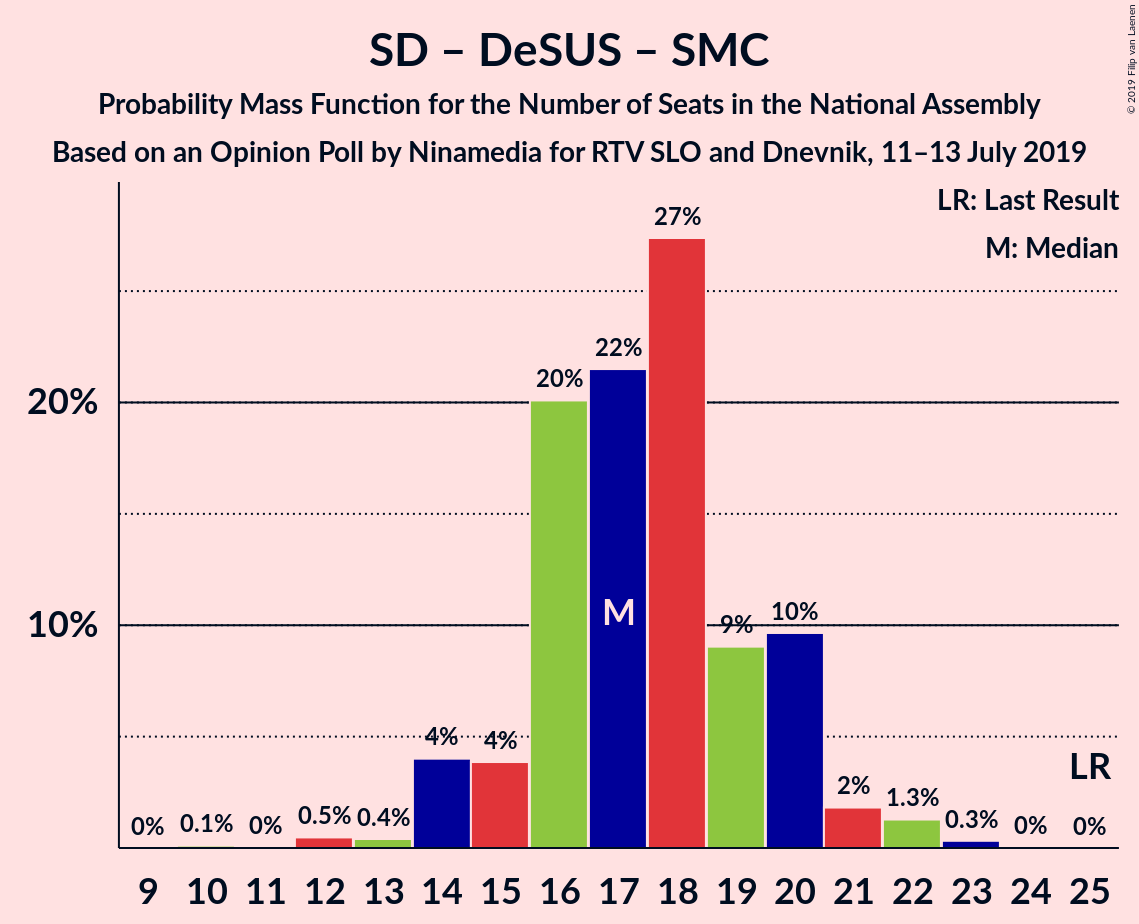 SD – DeSUS – SMC
Probability Mass Function for the Number of Seats in the National Assembly
Based on an Opinion Poll by Ninamedia for RTV SLO and Dnevnik, 11–13 July 2019
© 2019 Filip van Laenen
LR: Last Result
M: Median
20%
10%
0% 0.1% 0% 0.5% 0.4% 4% 4% 20% 22% 27% 9% 10% 2% 1.3% 0.3% 0% 0%
M
LR
9 10 11 12 13 14 15 16 17 18 19 20 21 22 23 24 25